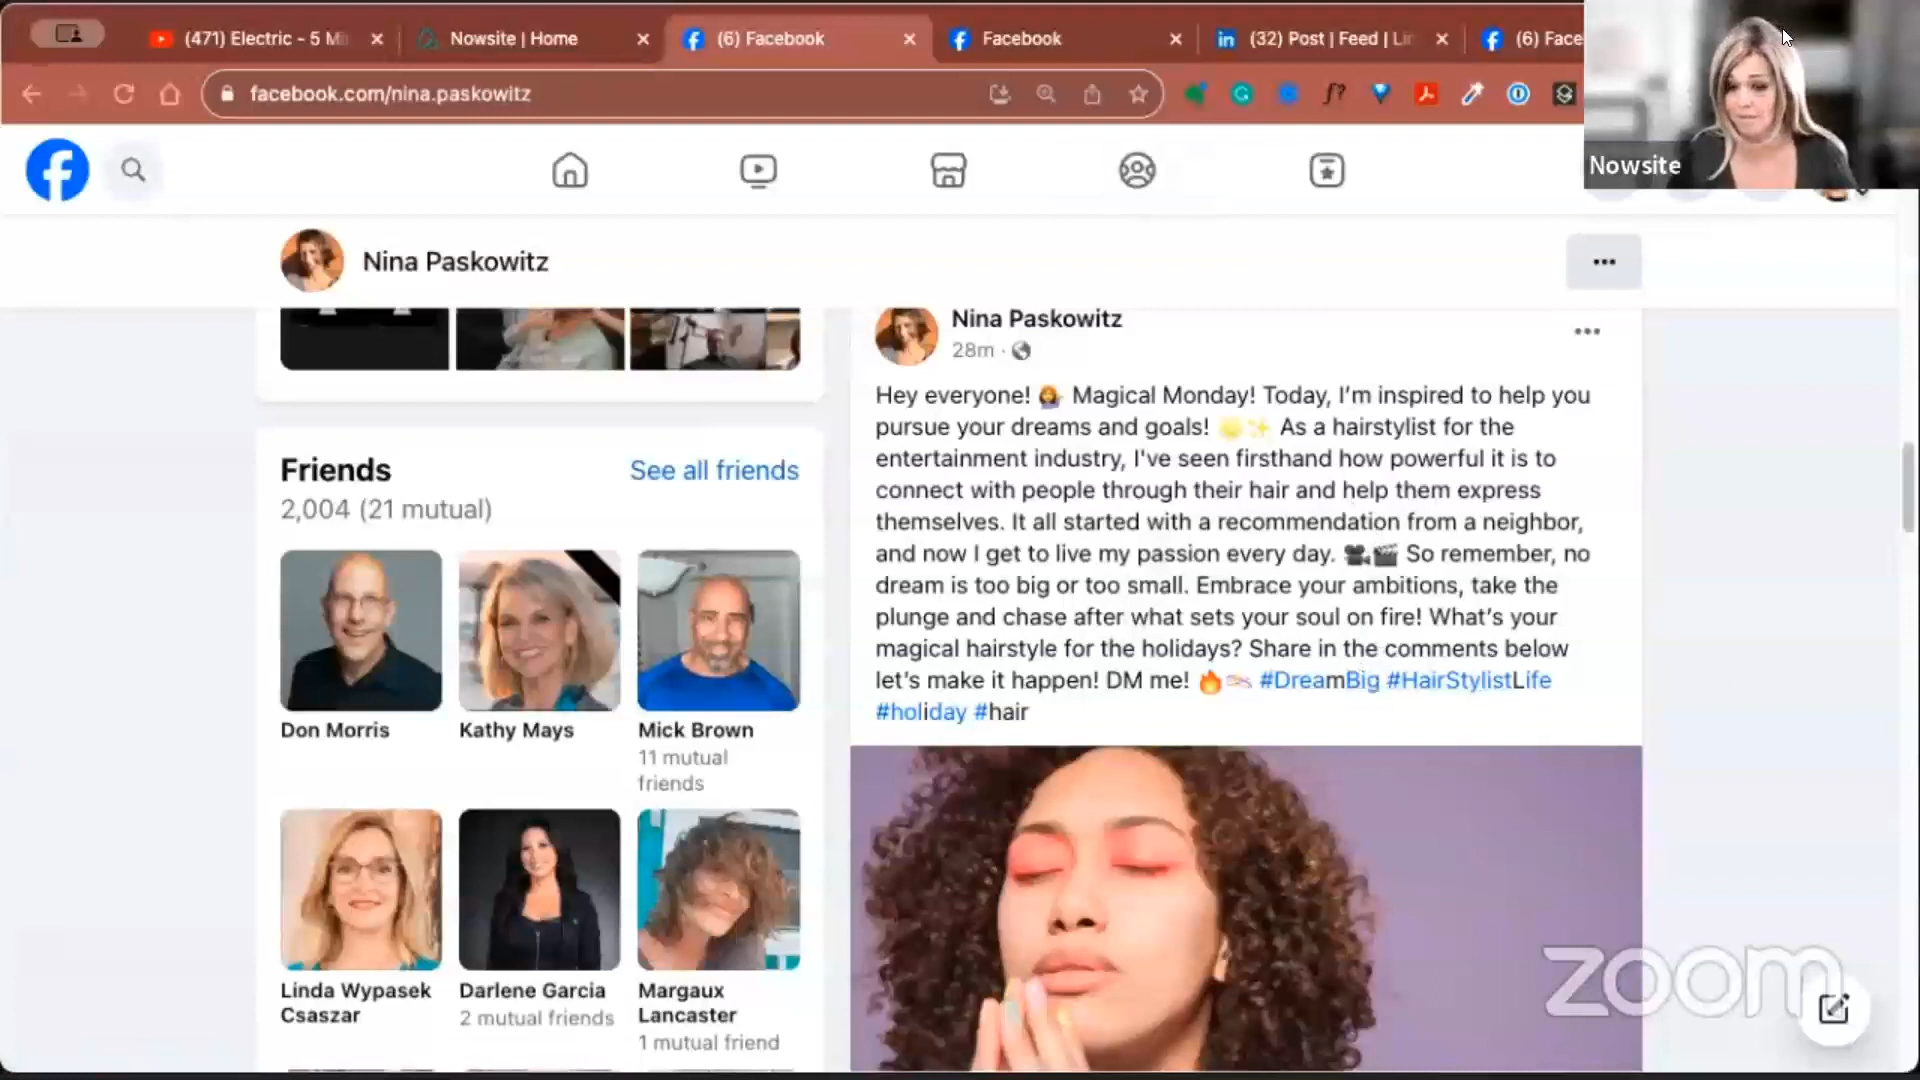 (471) Electric - 5 Mi
Nowsite | Home
(6) Facebook
Facebook
(32) Post | Feed | Lin
(6) Face
facebook.com/nina.paskowitz
Nowsite
Nina Paskowitz
Nina Paskowitz
28m
Hey everyone! Magical Monday! Today, I'm inspired to help you
pursue your dreams and goals! As a hairstylist for the
entertainment industry, I've seen firsthand how powerful it is to
connect with people through their hair and help them express
themselves. It all started with a recommendation from a neighbor,
and now I get to live my passion every day. So remember, no
dream is too big or too small. Embrace your ambitions, take the
plunge and chase after what sets your soul on fire! What's your
magical hairstyle for the holidays? Share in the comments below
let's make it happen! DM me! #DreamBig #HairStylistLife
#holiday #hair
Friends
See all friends
2,004 (21 mutual)
Don Morris
Kathy Mays
Mick Brown
11 mutual
friends
Linda Wypasek
Csaszar
Darlene Garcia
2 mutual friends
Margaux
Lancaster
1 mutual friend
zoom